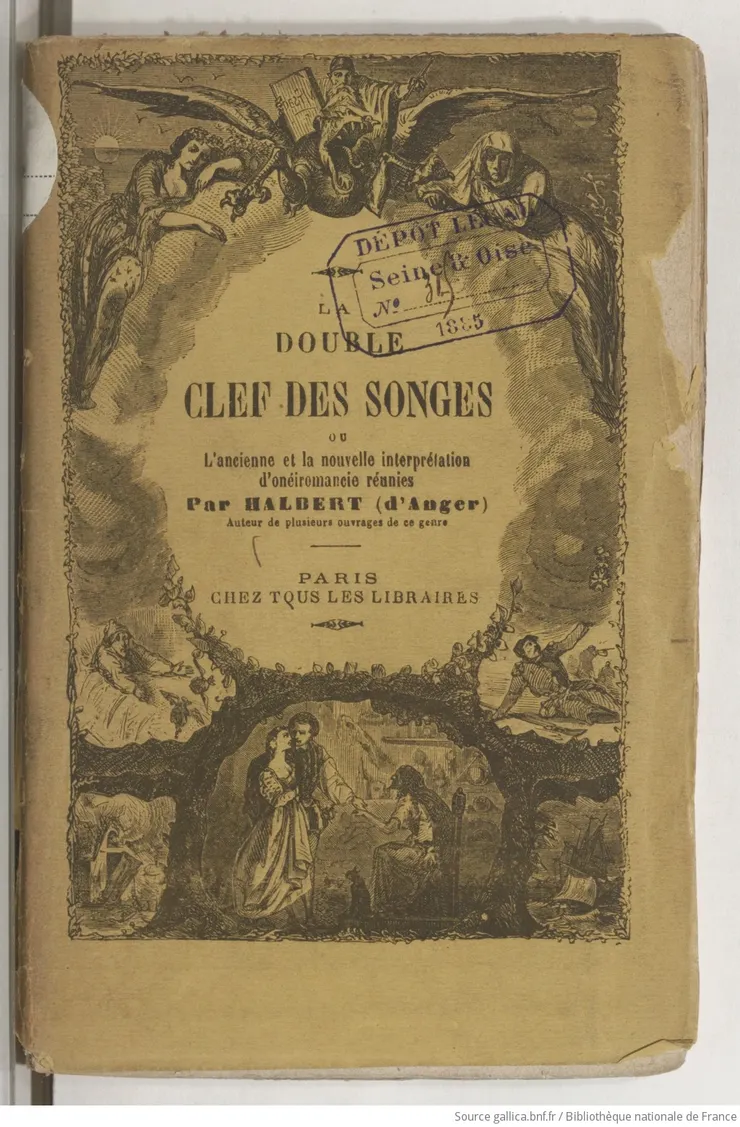 DÉPOT LÉGAL
Seine & Oise
Nº
1885
LA
DOUBLE
CLEF DES SONGES
OU
L'ancienne et la nouvelle interprétation
d'onéiromancie réunies
Par HALBERT (d'Anger)
Auteur de plusieurs ouvrages de ce genre
PARIS
CHEZ TOUS LES LIBRAIRES
Source gallica.bnf.fr / Bibliothèque nationale de France